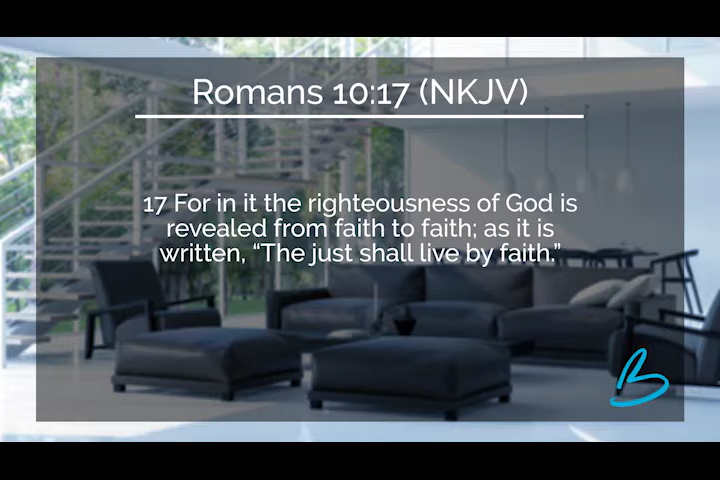 Romans 10:17 (NKJV)
17 For in it the righteousness of God is
revealed from faith to faith; as it is
written, “The just shall live by faith.”